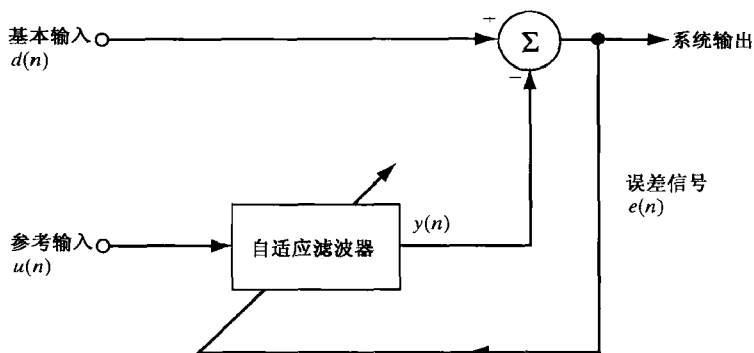 基本输入
d(n)
+
Σ
−
系统输出
误差信号
e(n)
参考输入
u(n)
自适应滤波器
y(n)